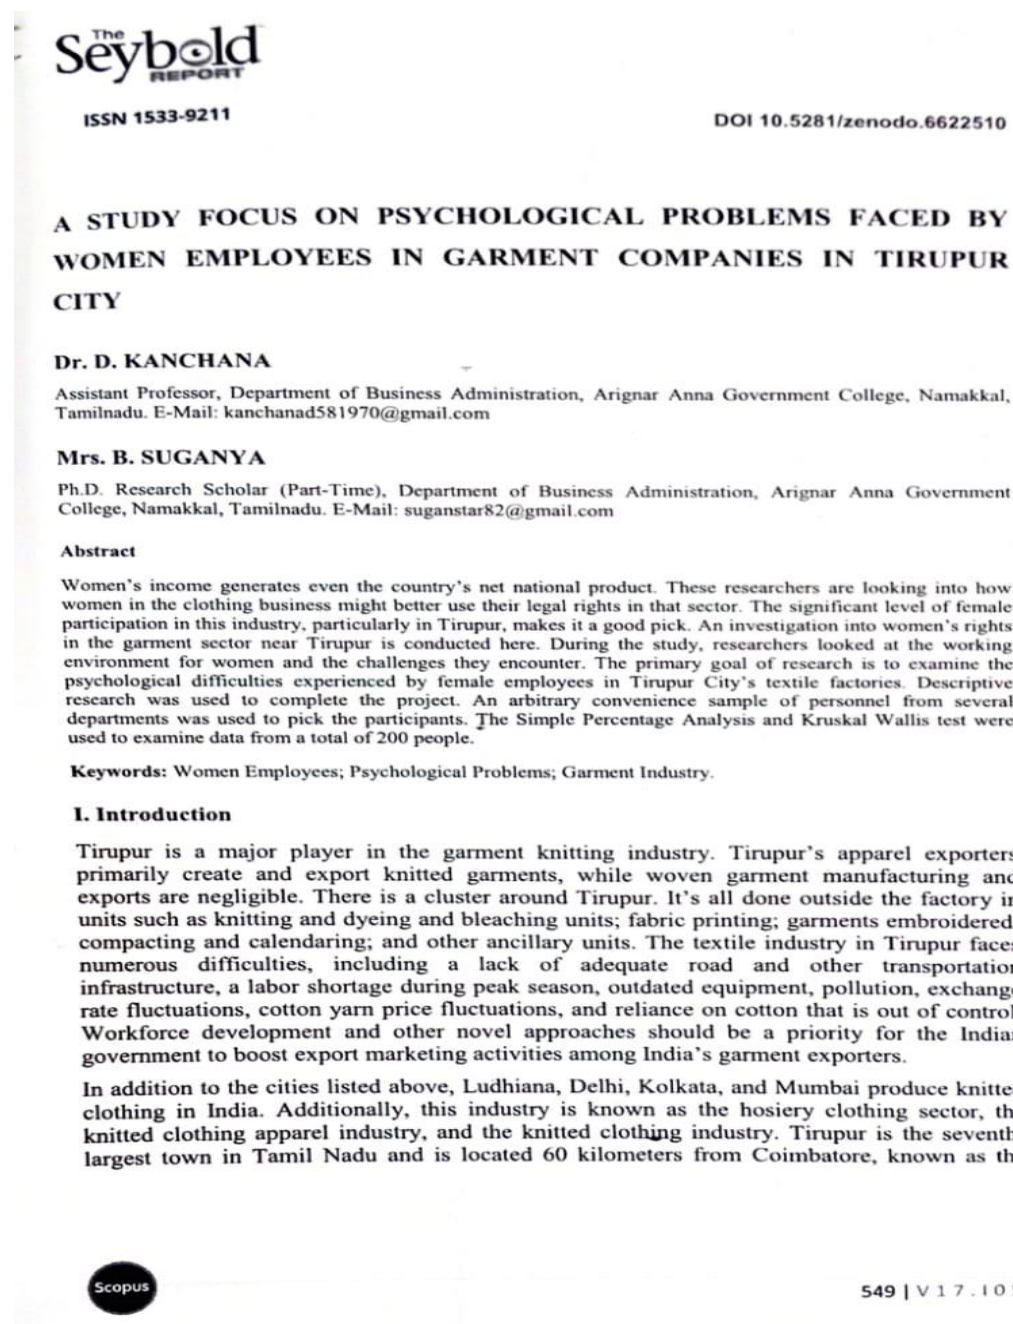 The
Seybold
REPORT
ISSN 1533-9211
DOI 10.5281/zenodo.6622510
A STUDY FOCUS ON PSYCHOLOGICAL PROBLEMS FACED BY
WOMEN EMPLOYEES IN GARMENT COMPANIES IN TIRUPUR
CITY
Dr. D. KANCHANA
Assistant Professor, Department of Business Administration, Arignar Anna Government College, Namakkal,
Tamilnadu. E-Mail: kanchanad581970@gmail.com
Mrs. B. SUGANYA
Ph.D. Research Scholar (Part-Time), Department of Business Administration, Arignar Anna Government
College, Namakkal, Tamilnadu. E-Mail: suganstar82@gmail.com
Abstract
Women's income generates even the country's net national product. These researchers are looking into how
women in the clothing business might better use their legal rights in that sector. The significant level of female
participation in this industry, particularly in Tirupur, makes it a good pick. An investigation into women's rights
in the garment sector near Tirupur is conducted here. During the study, researchers looked at the working
environment for women and the challenges they encounter. The primary goal of research is to examine the
psychological difficulties experienced by female employees in Tirupur City's textile factories. Descriptive
research was used to complete the project. An arbitrary convenience sample of personnel from several
departments was used to pick the participants. The Simple Percentage Analysis and Kruskal Wallis test were
used to examine data from a total of 200 people.
Keywords: Women Employees; Psychological Problems; Garment Industry.
I. Introduction
Tirupur is a major player in the garment knitting industry. Tirupur's apparel exporters
primarily create and export knitted garments, while woven garment manufacturing and
exports are negligible. There is a cluster around Tirupur. It's all done outside the factory in
units such as knitting and dyeing and bleaching units; fabric printing; garments embroidered
compacting and calendaring; and other ancillary units. The textile industry in Tirupur faces
numerous difficulties, including a lack of adequate road and other transportation
infrastructure, a labor shortage during peak season, outdated equipment, pollution, exchang
rate fluctuations, cotton yarn price fluctuations, and reliance on cotton that is out of control
Workforce development and other novel approaches should be a priority for the India
government to boost export marketing activities among India's garment exporters.
In addition to the cities listed above, Ludhiana, Delhi, Kolkata, and Mumbai produce knitte
clothing in India. Additionally, this industry is known as the hosiery clothing sector, th
knitted clothing apparel industry, and the knitted clothing industry. Tirupur is the seventh
largest town in Tamil Nadu and is located 60 kilometers from Coimbatore, known as th
Scopus
549 | V 17 . I 0